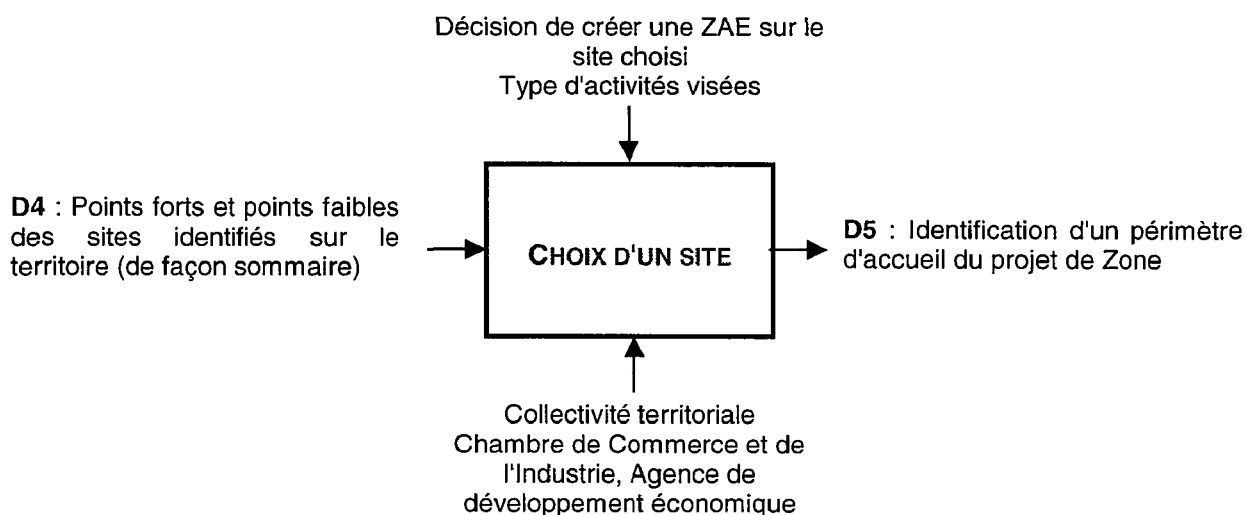 Décision de créer une ZAE sur le
site choisi
Type d'activités visées
D4 : Points forts et points faibles
des sites identifiés sur le
territoire (de façon sommaire)
CHOIX D'UN SITE
D5 : Identification d'un périmètre
d'accueil du projet de Zone
Collectivité territoriale
Chambre de Commerce et de
l'Industrie, Agence de
développement économique